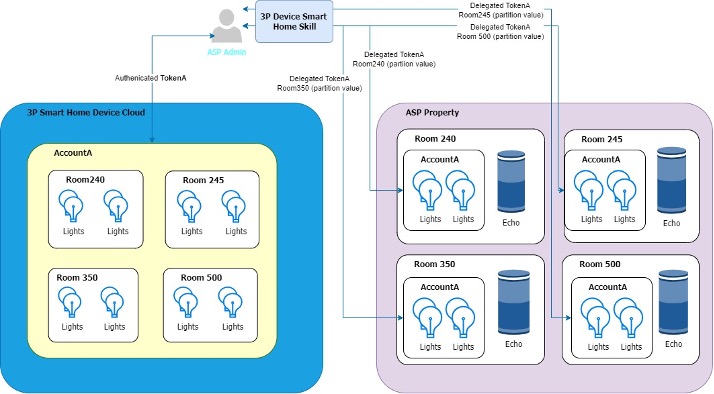 3P Device Smart
Home Skill
ASP Admin
Delegated TokenA
Room245 (partition value)
Delegated TokenA
Room 500 (partition value)
Delegated TokenA
Room240 (partiion value)
Delegated TokenA
Room350 (partition value)
Authenicated TokenA
3P Smart Home Device Cloud
AccountA
Room240
Lights
Lights
Room 245
Lights
Lights
Room 350
Lights
Lights
Room 500
Lights
Lights
ASP Property
Room 240
AccountA
Lights
Lights
Echo
Room 245
AccountA
Lights
Lights
Echo
Room 350
AccountA
Lights
Lights
Echo
Room 500
AccountA
Lights
Lights
Echo